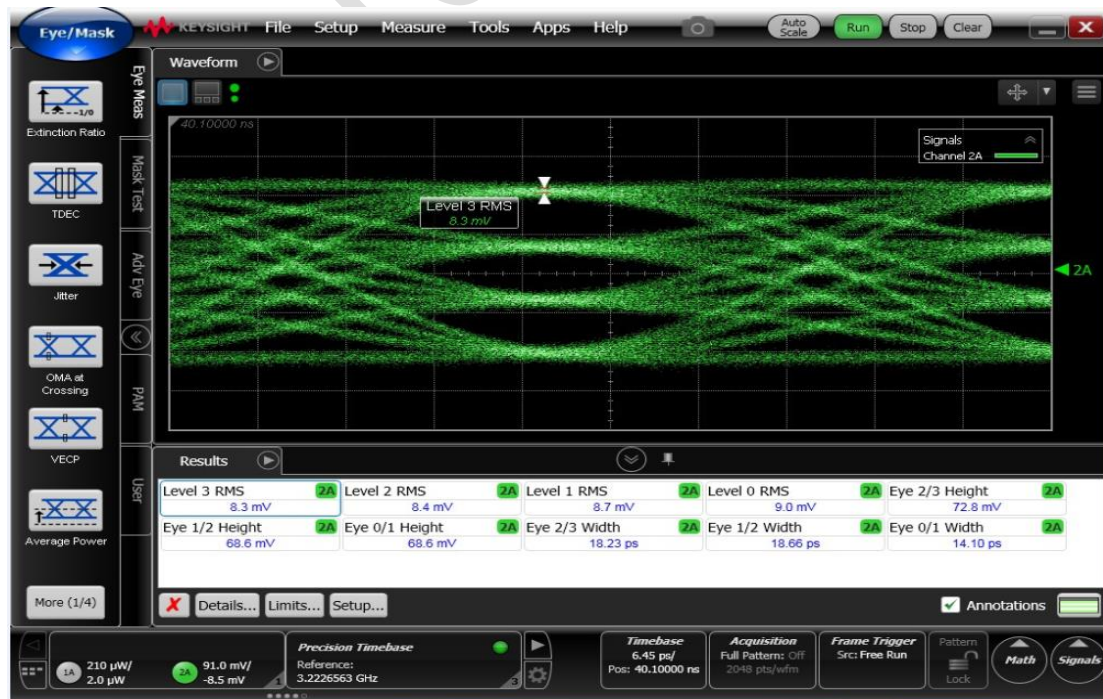 Eye/Mask
KEYSIGHT File Setup Measure Tools Apps Help
Auto Scale
Run
Stop
Clear
Waveform
Eye Meas
Mask Test
Adv Eye
PAM
User
Extinction Ratio
TDEC
Jitter
OMA at
Crossing
VECP
Average Power
More (1/4)
40.10000 ns
Signals
Channel 2A
Level 3 RMS
8.3 mV
2A
Results
Level 3 RMS 2A Level 2 RMS 2A Level 1 RMS 2A Level 0 RMS 2A Eye 2/3 Height 2A
8.3 mV 8.4 mV 8.7 mV 9.0 mV 72.8 mV
Eye 1/2 Height 2A Eye 0/1 Height 2A Eye 2/3 Width 2A Eye 1/2 Width 2A Eye 0/1 Width 2A
68.6 mV 68.6 mV 18.23 ps 18.66 ps 14.10 ps
Details... Limits... Setup...
Annotations
1A 210 µW/
2.0 µW
2A 91.0 mV/
-8.5 mV
1
Precision Timebase
Reference:
3.2226563 GHz
3
Timebase
6.45 ps/
Pos: 40.10000 ns
Acquisition
Full Pattern: Off
2048 pts/wfm
Frame Trigger
Src: Free Run
Pattern
Lock
Math
Signals